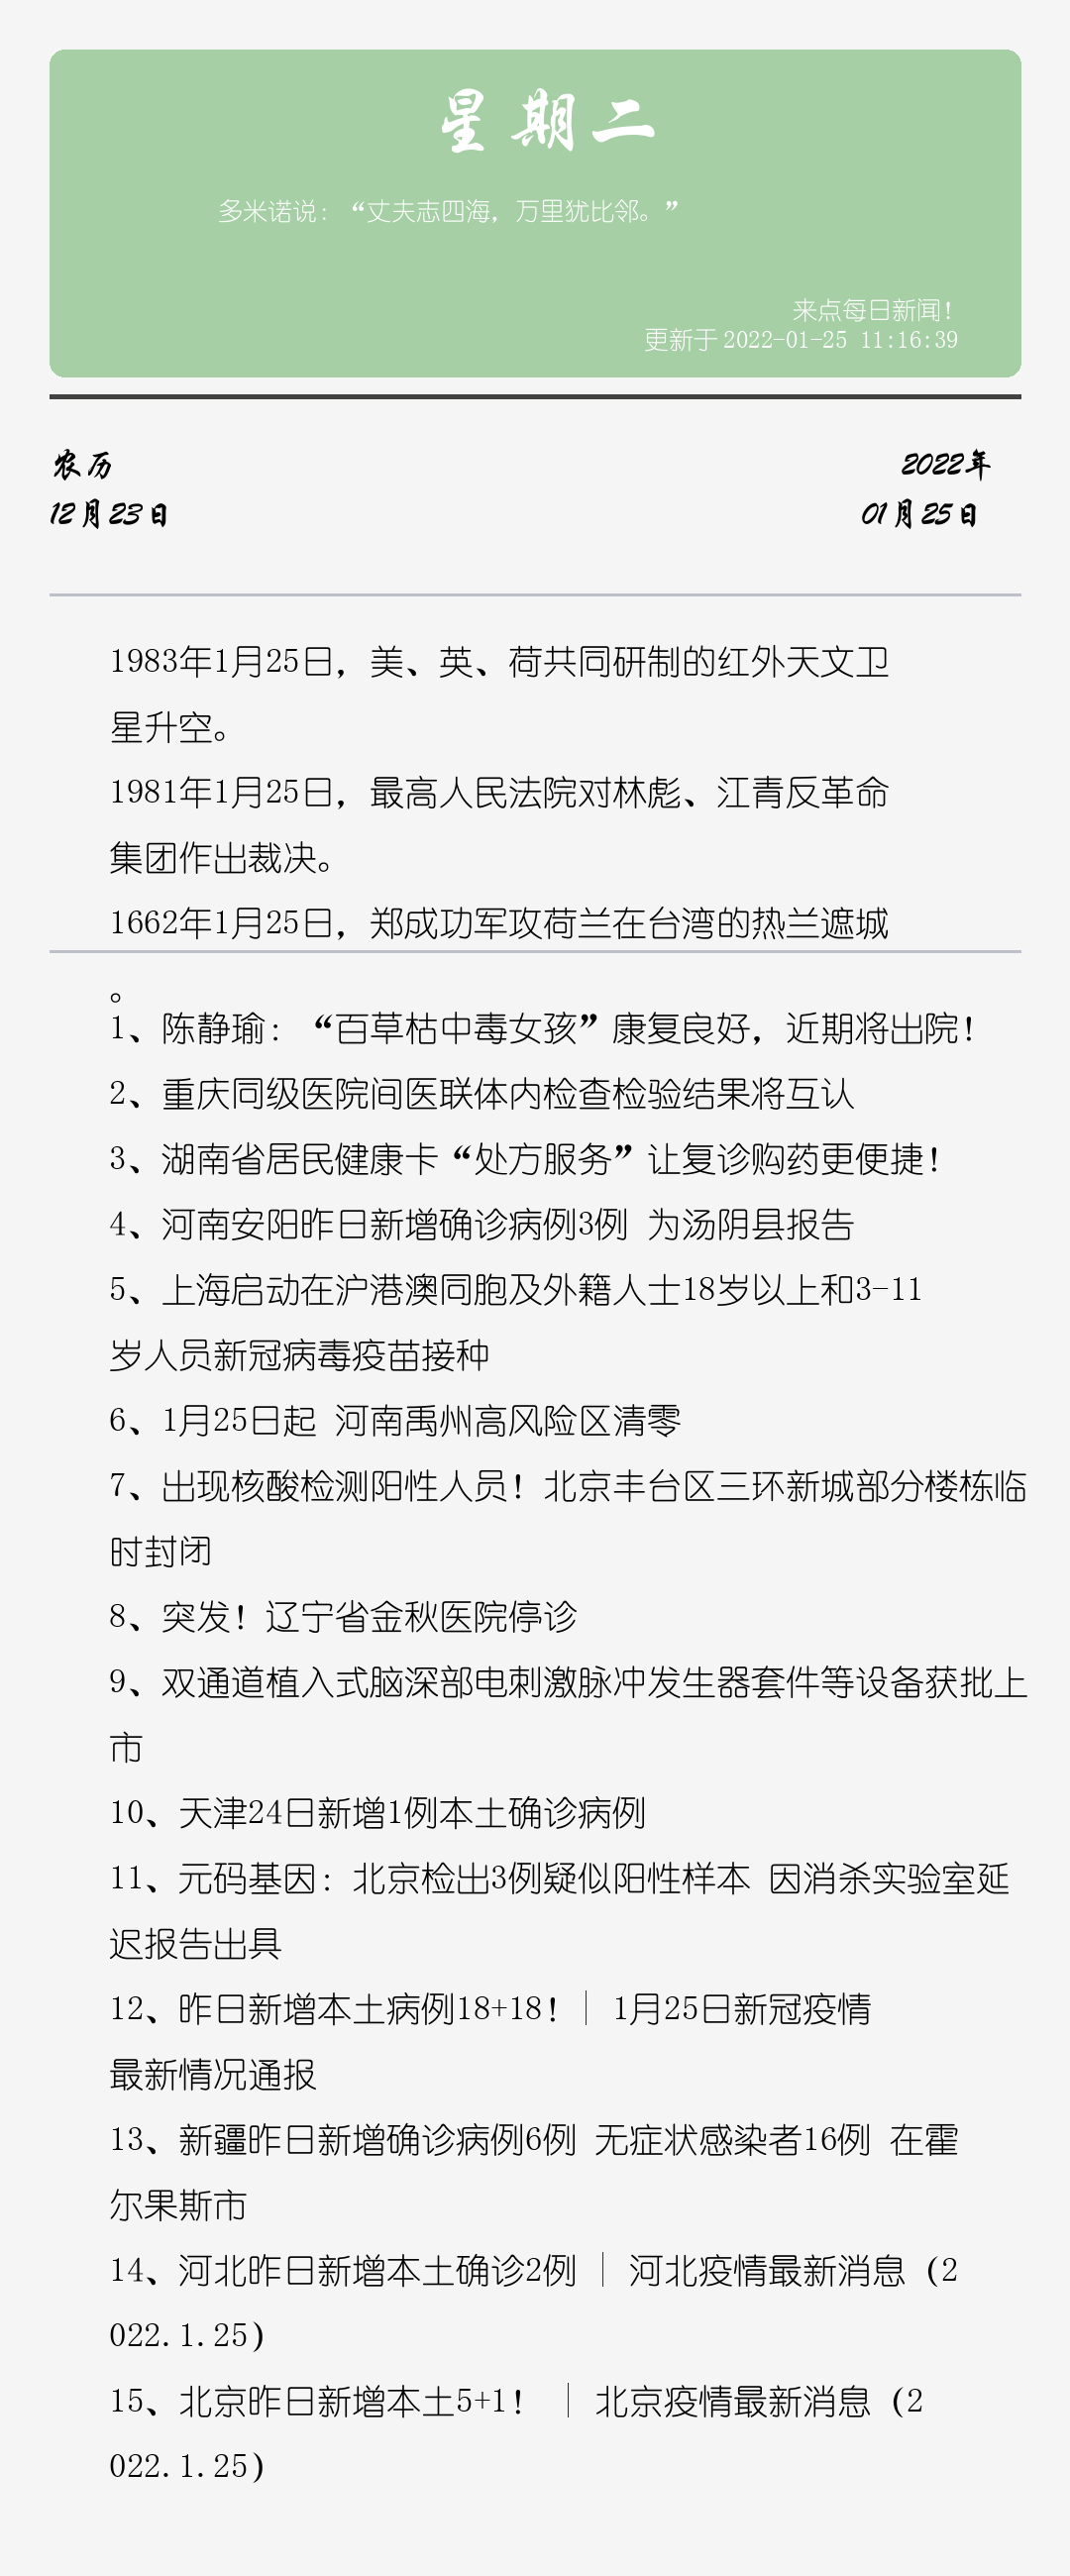 星期二
多米诺说：“丈夫志四海，万里犹比邻。”
来点每日新闻！
更新于 2022-01-25 11:16:39
农历
2022年
12月23日
01月25日
1983年1月25日，美、英、荷共同研制的红外天文卫
星升空。
1981年1月25日，最高人民法院对林彪、江青反革命
集团作出裁决。
1662年1月25日，郑成功军攻荷兰在台湾的热兰遮城
。
1、陈静瑜：“百草枯中毒女孩”康复良好，近期将出院！
2、重庆同级医院间医联体内检查检验结果将互认
3、湖南省居民健康卡“处方服务”让复诊购药更便捷！
4、河南安阳昨日新增确诊病例3例 为汤阴县报告
5、上海启动在沪港澳同胞及外籍人士18岁以上和3-11
岁人员新冠病毒疫苗接种
6、1月25日起 河南禹州高风险区清零
7、出现核酸检测阳性人员！北京丰台区三环新城部分楼栋临
时封闭
8、突发！辽宁省金秋医院停诊
9、双通道植入式脑深部电刺激脉冲发生器套件等设备获批上
市
10、天津24日新增1例本土确诊病例
11、元码基因：北京检出3例疑似阳性样本 因消杀实验室延
迟报告出具
12、昨日新增本土病例18+18！｜ 1月25日新冠疫情
最新情况通报
13、新疆昨日新增确诊病例6例 无症状感染者16例 在霍
尔果斯市
14、河北昨日新增本土确诊2例 ｜ 河北疫情最新消息（2
022.1.25）
15、北京昨日新增本土5+1！ ｜ 北京疫情最新消息（2
022.1.25）